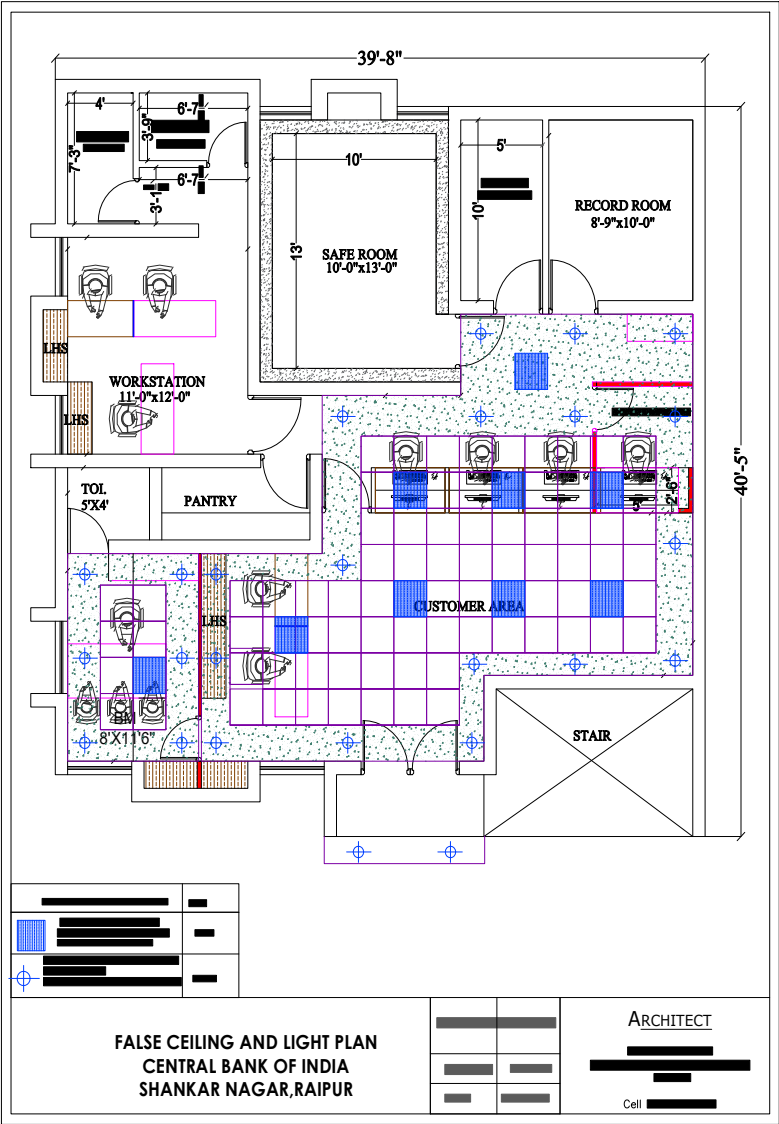 39'-8"
4'
6'-7
3'-9"
7'-3"
6'-7
3'-1
10'
5'
10'
RECORD ROOM
8'-9"x10'-0"
13'
SAFE ROOM
10'-0"x13'-0"
LHS
WORKSTATION
11'-0"x12'-0"
LHS
40'-5"
TOI.
5'X4'
PANTRY
2'-6"
5'
CUSTOMER AREA
LHS
BM
8'X11'6"
STAIR
FALSE CEILING AND LIGHT PLAN
CENTRAL BANK OF INDIA
SHANKAR NAGAR,RAIPUR
ARCHITECT
Cell